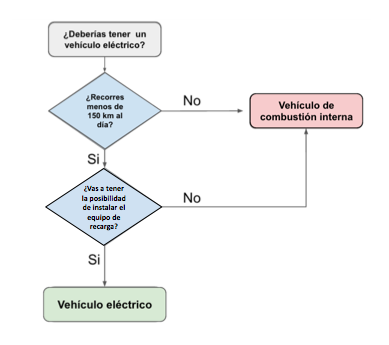 ¿Deberías tener un
vehículo eléctrico?
¿Recorres
menos de
150 km al
día?
No
Vehículo de
combustión interna
Si
¿Vas a tener
la posibilidad
de instalar el
equipo de
recarga?
No
Si
Vehículo eléctrico